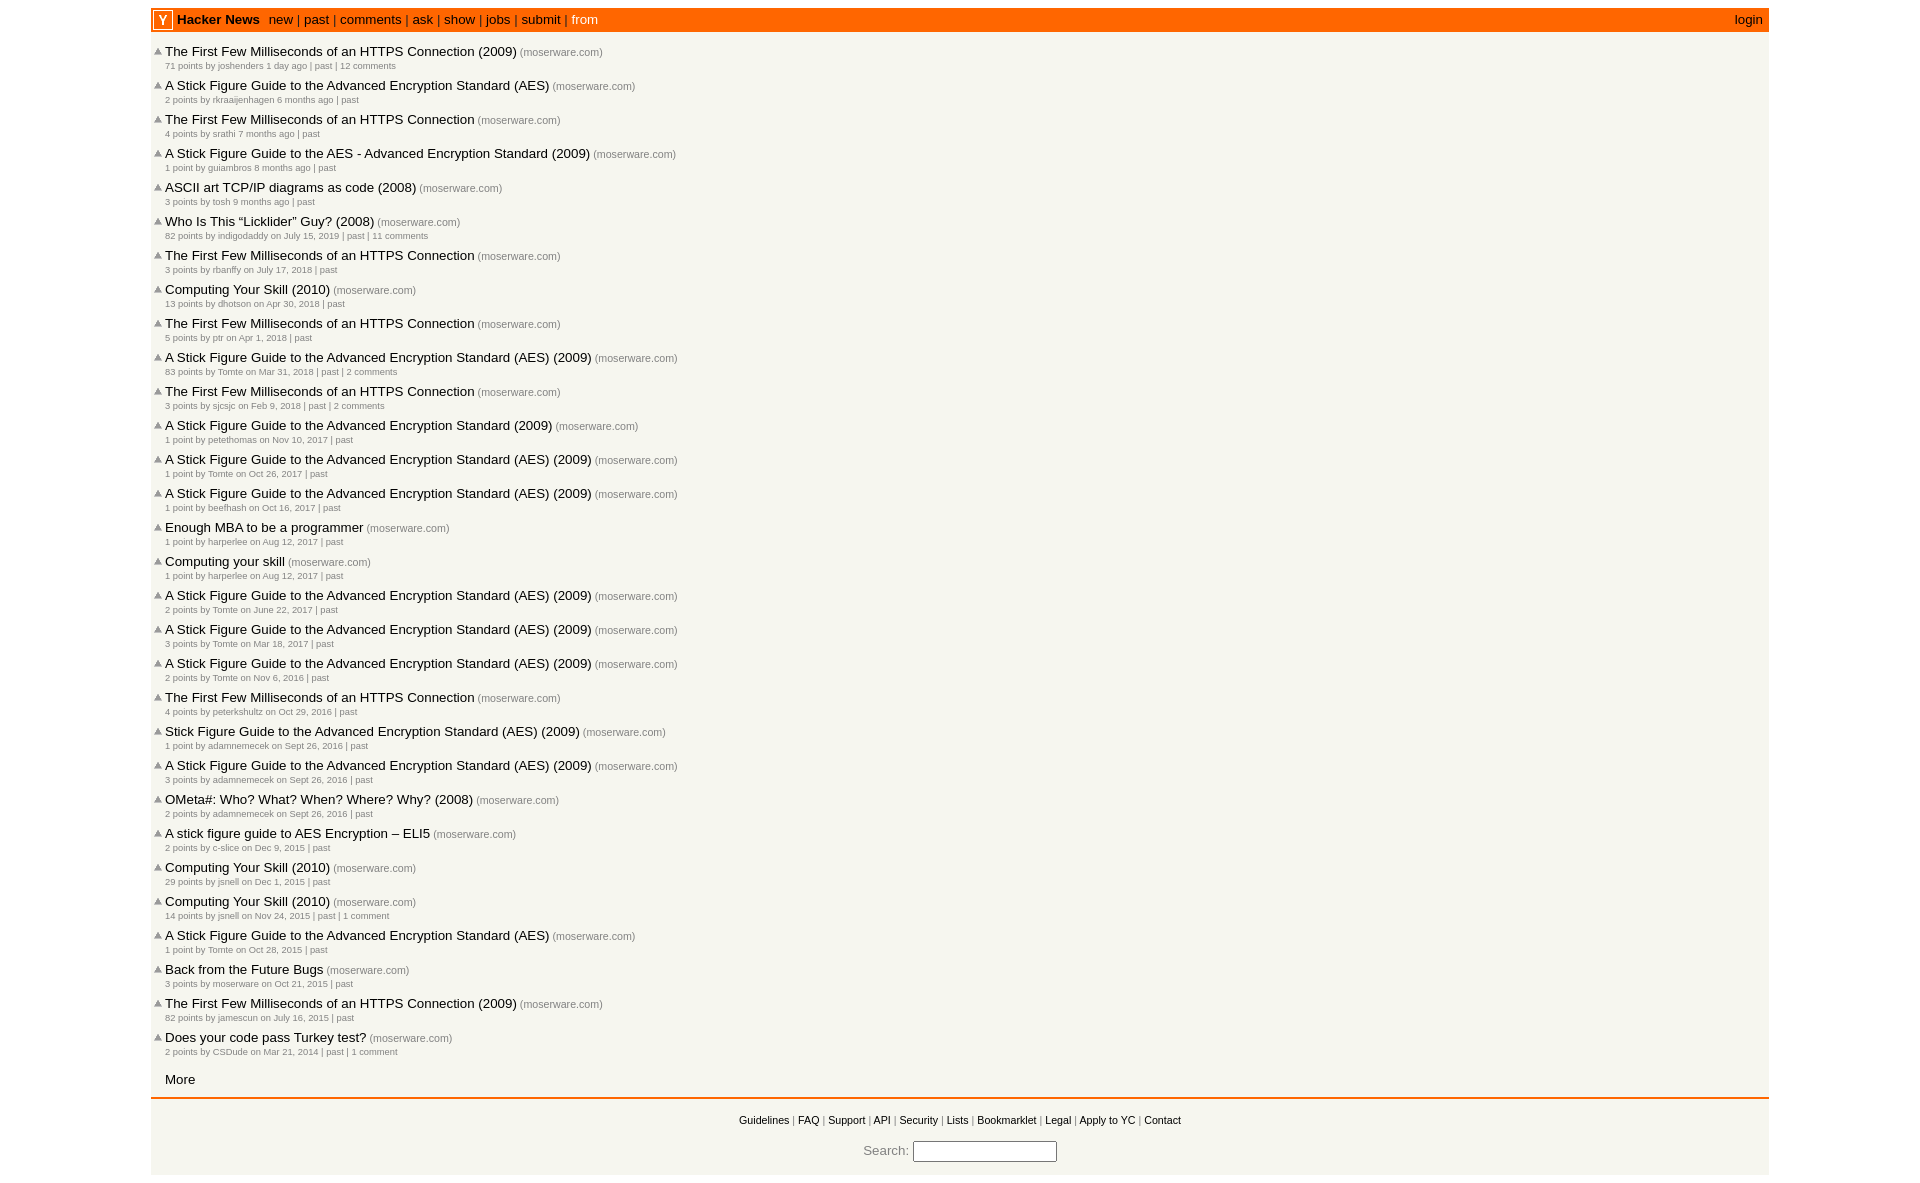 Y Hacker News new | past | comments | ask | show | jobs | submit | from login
The First Few Milliseconds of an HTTPS Connection (2009) (moserware.com)
71 points by joshenders 1 day ago | past | 12 comments
A Stick Figure Guide to the Advanced Encryption Standard (AES) (moserware.com)
2 points by rkraaijenhagen 6 months ago | past
The First Few Milliseconds of an HTTPS Connection (moserware.com)
4 points by srathi 7 months ago | past
A Stick Figure Guide to the AES - Advanced Encryption Standard (2009) (moserware.com)
1 point by guiambros 8 months ago | past
ASCII art TCP/IP diagrams as code (2008) (moserware.com)
3 points by tosh 9 months ago | past
Who Is This “Licklider” Guy? (2008) (moserware.com)
82 points by indigodaddy on July 15, 2019 | past | 11 comments
The First Few Milliseconds of an HTTPS Connection (moserware.com)
3 points by rbanffy on July 17, 2018 | past
Computing Your Skill (2010) (moserware.com)
13 points by dhotson on Apr 30, 2018 | past
The First Few Milliseconds of an HTTPS Connection (moserware.com)
5 points by ptr on Apr 1, 2018 | past
A Stick Figure Guide to the Advanced Encryption Standard (AES) (2009) (moserware.com)
83 points by Tomte on Mar 31, 2018 | past | 2 comments
The First Few Milliseconds of an HTTPS Connection (moserware.com)
3 points by sjcsjc on Feb 9, 2018 | past | 2 comments
A Stick Figure Guide to the Advanced Encryption Standard (2009) (moserware.com)
1 point by petethomas on Nov 10, 2017 | past
A Stick Figure Guide to the Advanced Encryption Standard (AES) (2009) (moserware.com)
1 point by Tomte on Oct 26, 2017 | past
A Stick Figure Guide to the Advanced Encryption Standard (AES) (2009) (moserware.com)
1 point by beefhash on Oct 16, 2017 | past
Enough MBA to be a programmer (moserware.com)
1 point by harperlee on Aug 12, 2017 | past
Computing your skill (moserware.com)
1 point by harperlee on Aug 12, 2017 | past
A Stick Figure Guide to the Advanced Encryption Standard (AES) (2009) (moserware.com)
2 points by Tomte on June 22, 2017 | past
A Stick Figure Guide to the Advanced Encryption Standard (AES) (2009) (moserware.com)
3 points by Tomte on Mar 18, 2017 | past
A Stick Figure Guide to the Advanced Encryption Standard (AES) (2009) (moserware.com)
2 points by Tomte on Nov 6, 2016 | past
The First Few Milliseconds of an HTTPS Connection (moserware.com)
4 points by peterkshultz on Oct 29, 2016 | past
Stick Figure Guide to the Advanced Encryption Standard (AES) (2009) (moserware.com)
1 point by adamnemecek on Sept 26, 2016 | past
A Stick Figure Guide to the Advanced Encryption Standard (AES) (2009) (moserware.com)
3 points by adamnemecek on Sept 26, 2016 | past
OMeta#: Who? What? When? Where? Why? (2008) (moserware.com)
2 points by adamnemecek on Sept 26, 2016 | past
A stick figure guide to AES Encryption – ELI5 (moserware.com)
2 points by c-slice on Dec 9, 2015 | past
Computing Your Skill (2010) (moserware.com)
29 points by jsnell on Dec 1, 2015 | past
Computing Your Skill (2010) (moserware.com)
14 points by jsnell on Nov 24, 2015 | past | 1 comment
A Stick Figure Guide to the Advanced Encryption Standard (AES) (moserware.com)
1 point by Tomte on Oct 28, 2015 | past
Back from the Future Bugs (moserware.com)
3 points by moserware on Oct 21, 2015 | past
The First Few Milliseconds of an HTTPS Connection (2009) (moserware.com)
82 points by jamescun on July 16, 2015 | past
Does your code pass Turkey test? (moserware.com)
2 points by CSDude on Mar 21, 2014 | past | 1 comment
More
Guidelines | FAQ | Support | API | Security | Lists | Bookmarklet | Legal | Apply to YC | Contact
Search: